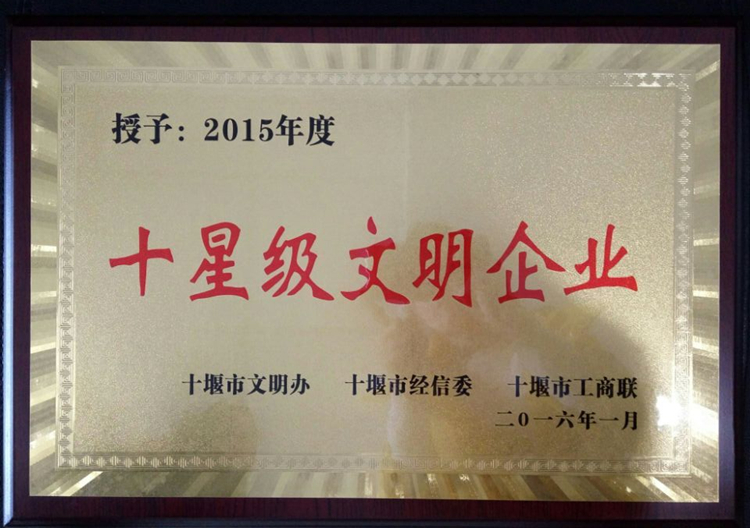 授予：2015年度
十星级文明企业
十堰市文明办 十堰市经信委 十堰市工商联
二0一六年一月